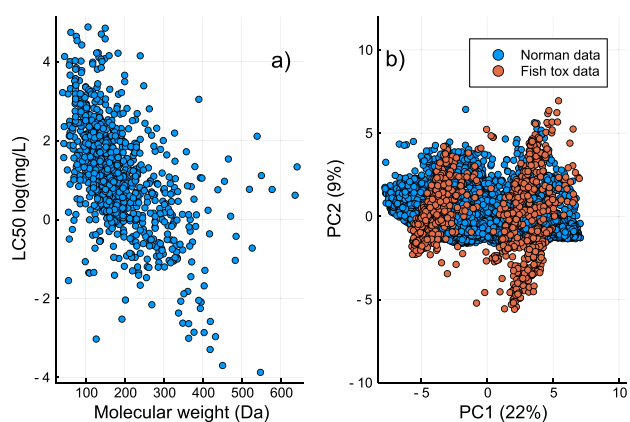 a)
LC50 log(mg/L)
4
2
0
- 2
- 4
100 200 300 400 500 600
Molecular weight (Da)
b)
Norman data
Fish tox data
PC2 (9%)
10
5
0
- 5
- 10
- 5 0 5 10
PC1 (22%)